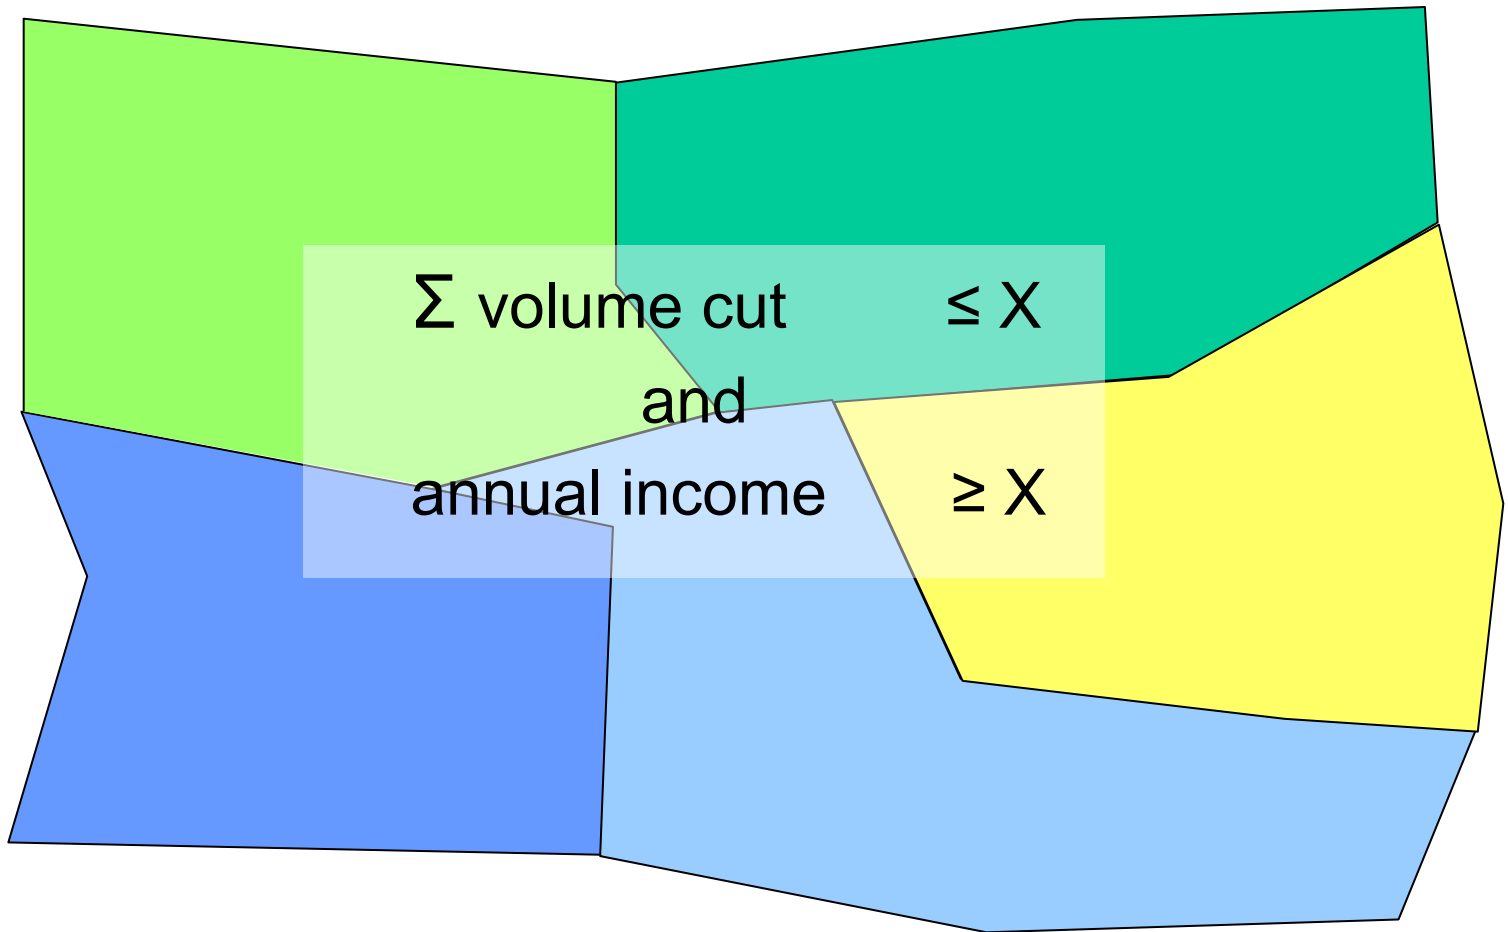 Σ volume cut ≤ X
and
annual income ≥ X